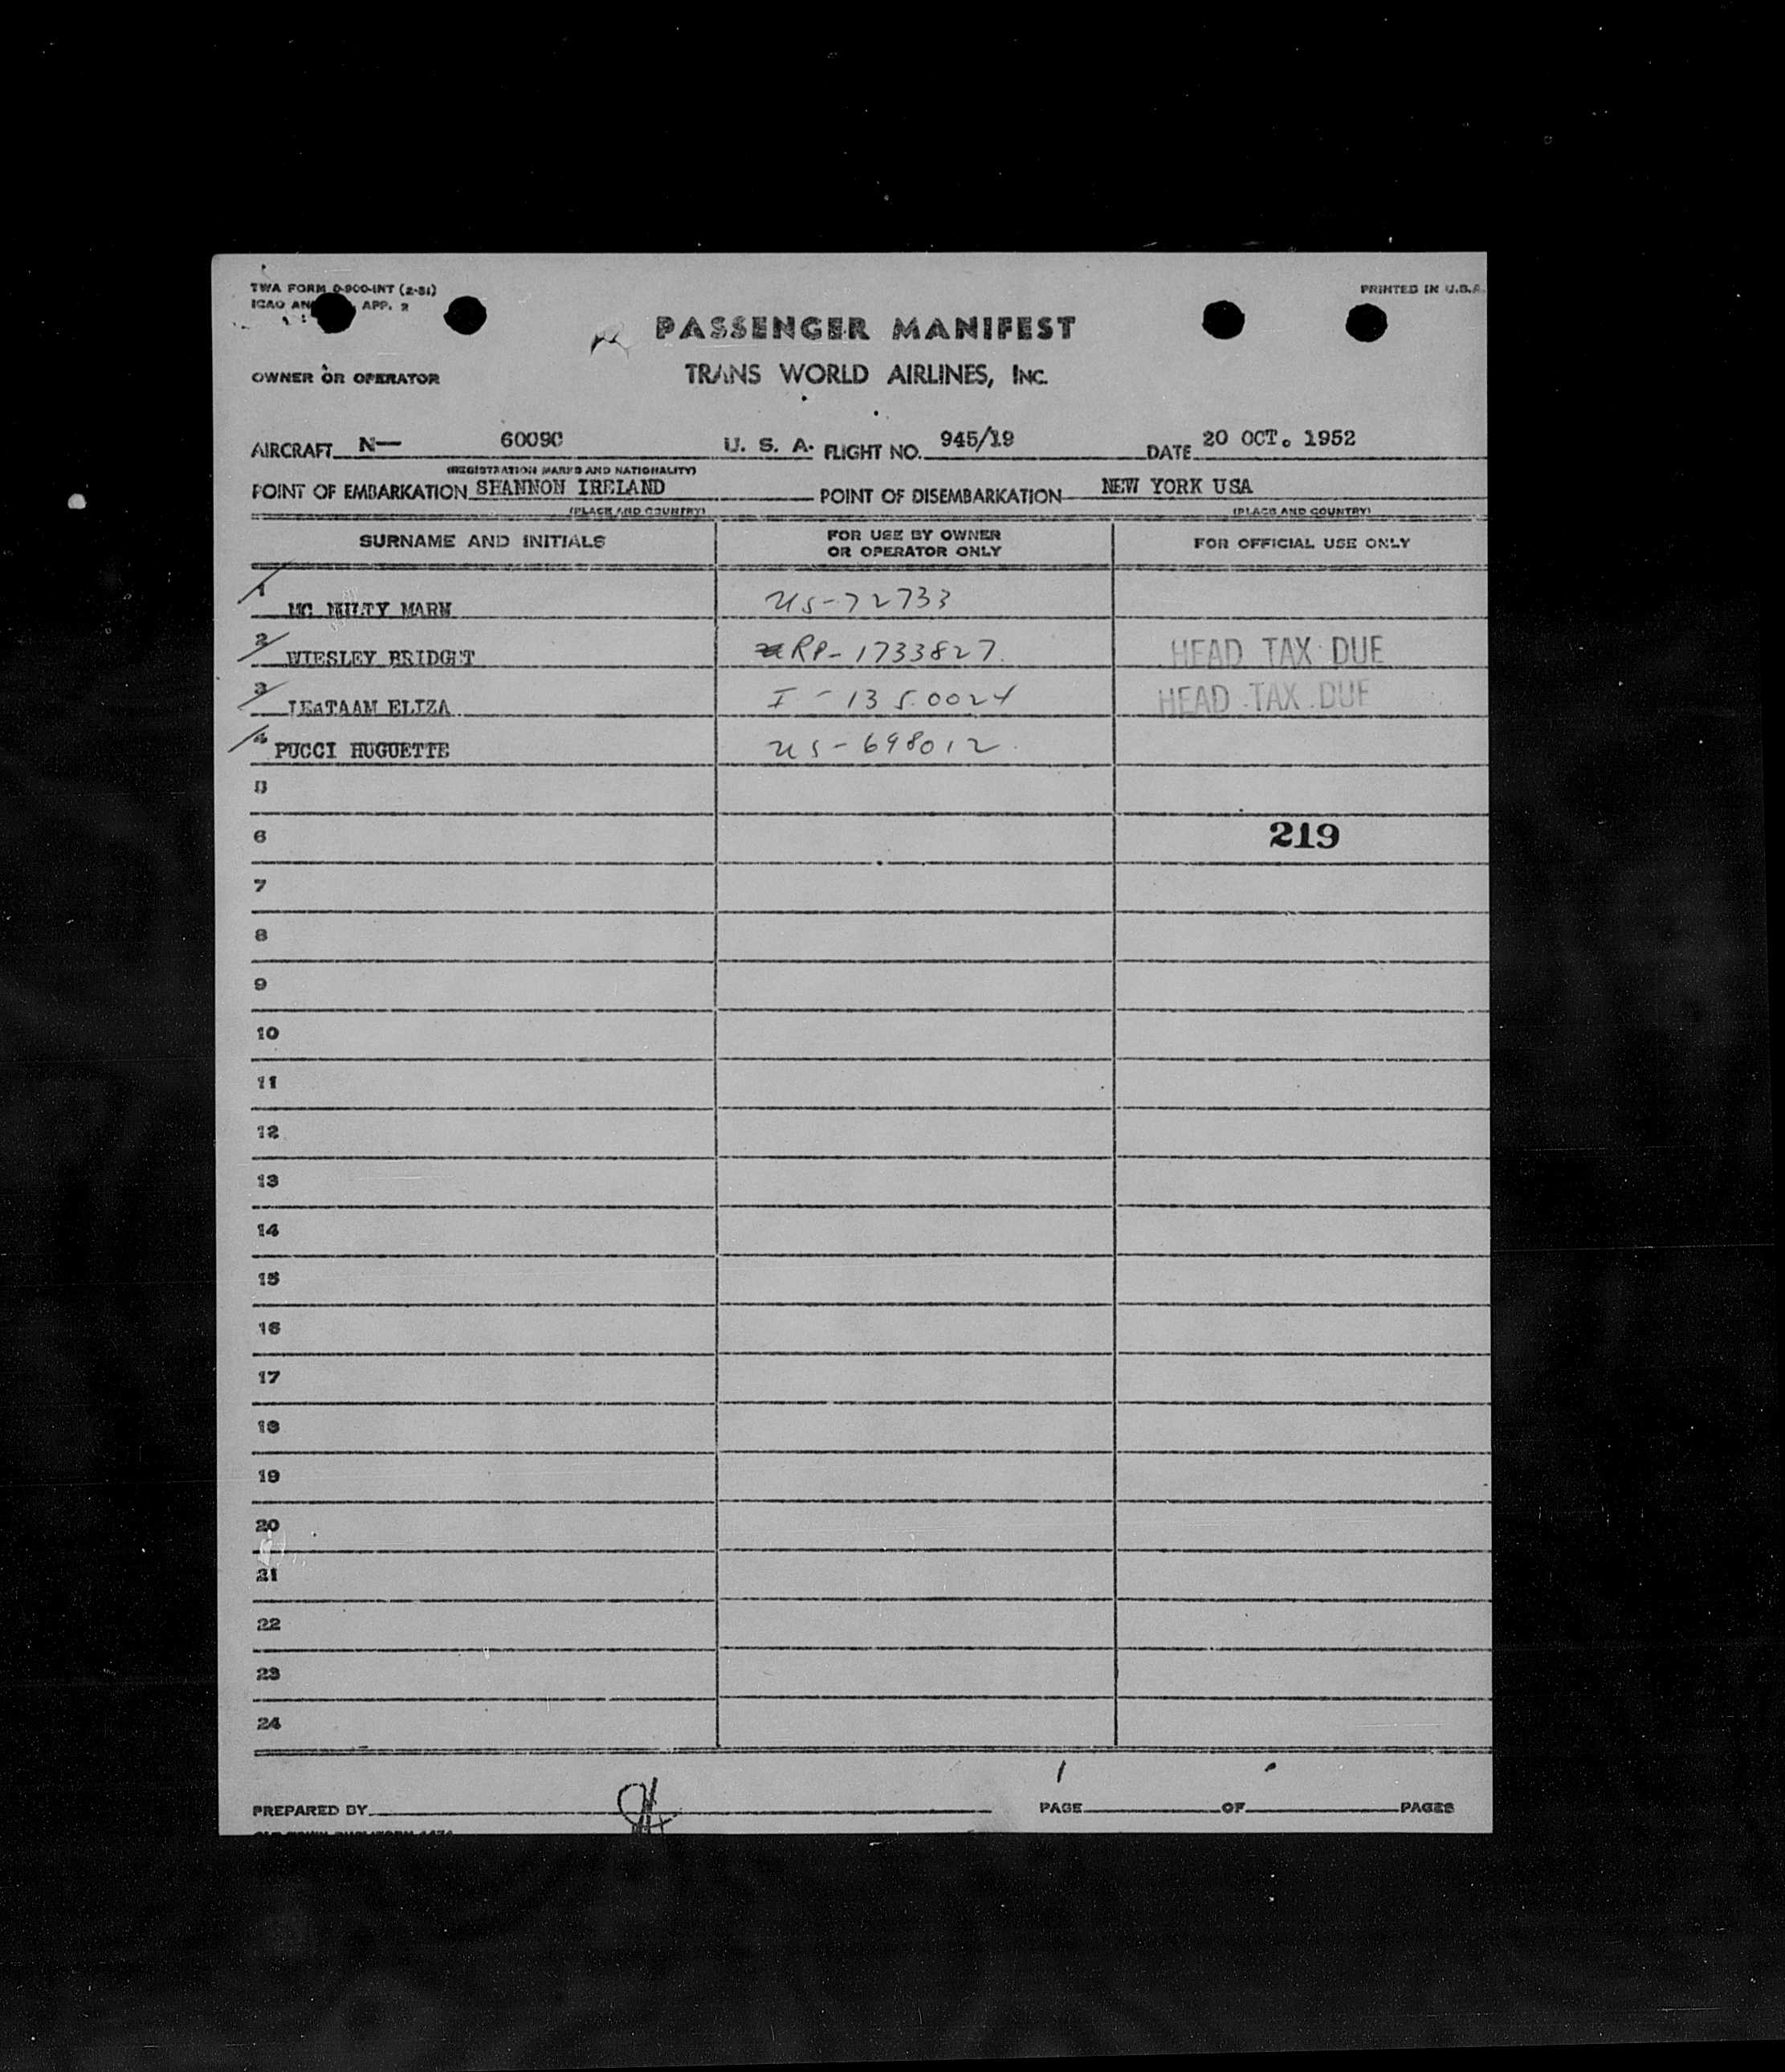 TWA FORM 0-900-INT (2-51)
ICAO APP. 2
PRINTED IN U.S.A.
PASSENGER MANIFEST
OWNER OR OPERATOR TRANS WORLD AIRLINES, INC.
AIRCRAFT N— 6009C U. S. A. FLIGHT NO. 945/19 DATE 20 OCT. 1952
(REGISTRATION MARKS AND NATIONALITY)
POINT OF EMBARKATION SHANNON IRELAND POINT OF DISEMBARKATION NEW YORK USA
(PLACE AND COUNTRY) (PLACE AND COUNTRY)
SURNAME AND INITIALS FOR USE BY OWNER OR OPERATOR ONLY FOR OFFICIAL USE ONLY
1 MC US-72733
2 BRIDGET RP-1733827 HEAD TAX DUE
3 ELIZA I-1350024 HEAD TAX DUE
4 PUCCI HUGUETTE US-698012
5
6 219
7
8
9
10
11
12
13
14
15
16
17
18
19
20
21
22
23
24
PREPARED BY PAGE 1 OF PAGES